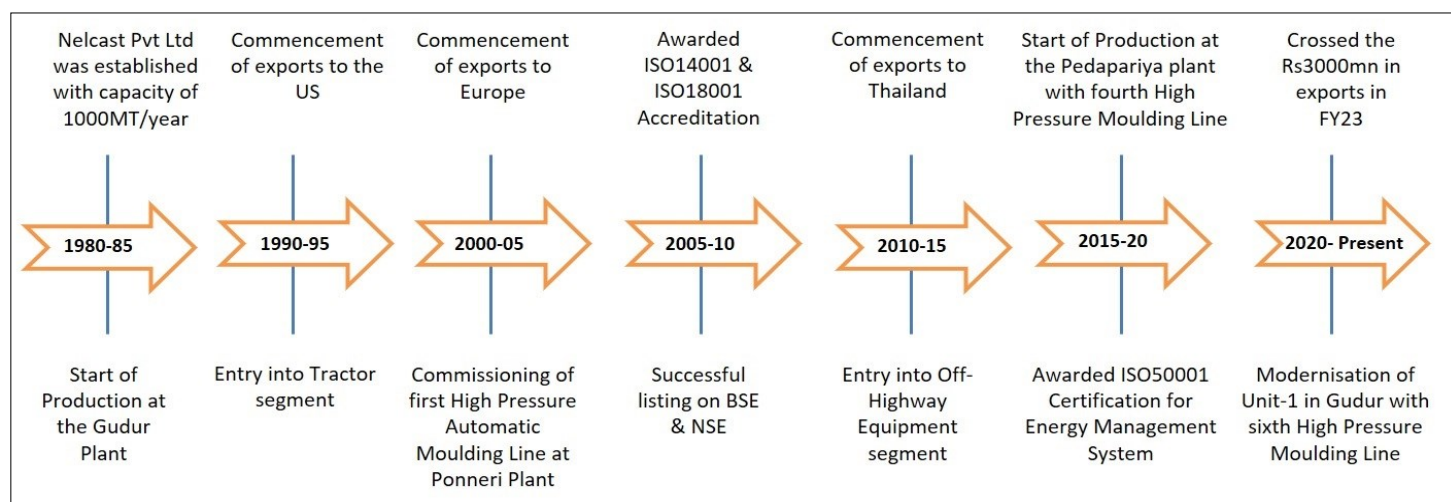 Nelcast Pvt Ltd
was established
with capacity of
1000MT/year
Commencement
of exports to the
US
Commencement
of exports to
Europe
Awarded
ISO14001 &
ISO18001
Accreditation
Commencement
of exports to
Thailand
Start of Production at
the Pedapariya plant
with fourth High
Pressure Moulding Line
Crossed the
Rs3000mn in
exports in
FY23
1980-85
1990-95
2000-05
2005-10
2010-15
2015-20
2020- Present
Start of
Production at
the Gudur
Plant
Entry into Tractor
segment
Commissioning of
first High Pressure
Automatic
Moulding Line at
Ponneri Plant
Successful
listing on BSE
& NSE
Entry into Off-
Highway
Equipment
segment
Awarded ISO50001
Certification for
Energy Management
System
Modernisation of
Unit-1 in Gudur with
sixth High Pressure
Moulding Line